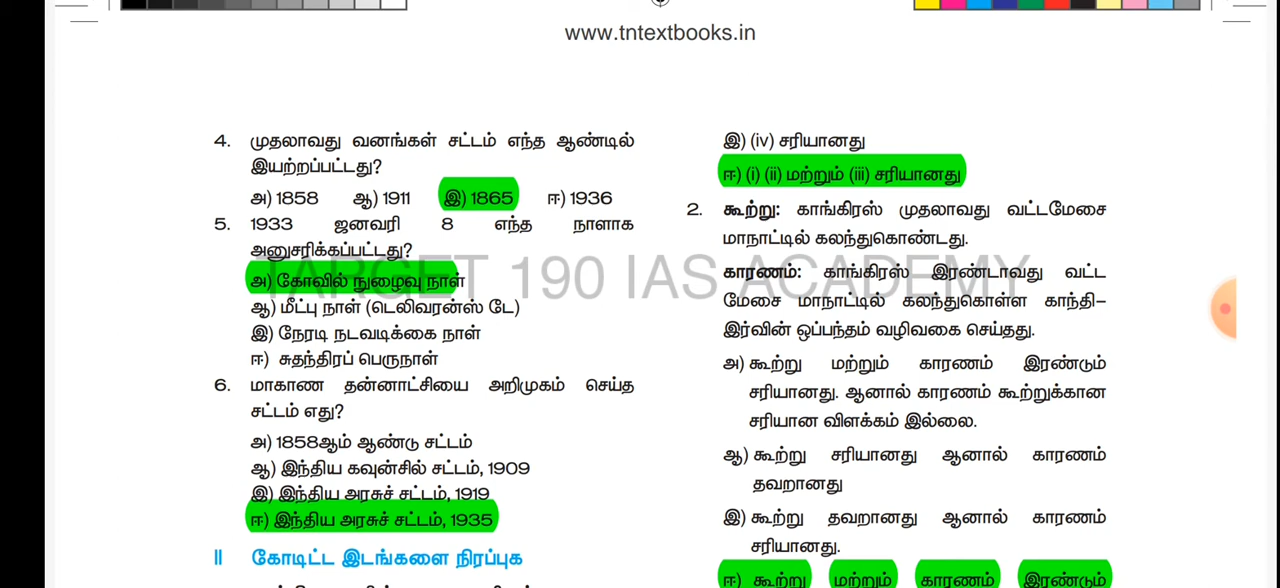 www.tntextbooks.in
4. முதலாவது வனங்கள் சட்டம் எந்த ஆண்டில்
இயற்றப்பட்டது?
அ) 1858 ஆ) 1911 இ) 1865 ஈ) 1936
5. 1933 ஜனவரி 8 எந்த நாளாக
அனுசரிக்கப்பட்டது?
அ) கோவில் நுழைவு நாள்
ஆ) மீட்பு நாள் (டெலிவரன்ஸ் டே)
இ) நேரடி நடவடிக்கை நாள்
ஈ) சுதந்திரப் பெருநாள்
6. மாகாண தன்னாட்சியை அறிமுகம் செய்த
சட்டம் எது?
அ) 1858ஆம் ஆண்டு சட்டம்
ஆ) இந்திய கவுன்சில் சட்டம், 1909
இ) இந்திய அரசுச் சட்டம், 1919
ஈ) இந்திய அரசுச் சட்டம், 1935
II கோடிட்ட இடங்களை நிரப்புக
இ) (iv) சரியானது
ஈ) (i) (ii) மற்றும் (iii) சரியானது
2. கூற்று: காங்கிரஸ் முதலாவது வட்டமேசை
மாநாட்டில் கலந்துகொண்டது.
காரணம்: காங்கிரஸ் இரண்டாவது வட்ட
மேசை மாநாட்டில் கலந்துகொள்ள காந்தி–
இர்வின் ஒப்பந்தம் வழிவகை செய்தது.
அ) கூற்று மற்றும் காரணம் இரண்டும்
சரியானது. ஆனால் காரணம் கூற்றுக்கான
சரியான விளக்கம் இல்லை.
ஆ) கூற்று சரியானது ஆனால் காரணம்
தவறானது
இ) கூற்று தவறானது ஆனால் காரணம்
சரியானது.
ஈ) கூற்று மற்றும் காரணம் இரண்டும்
TARGET 190 IAS ACADEMY